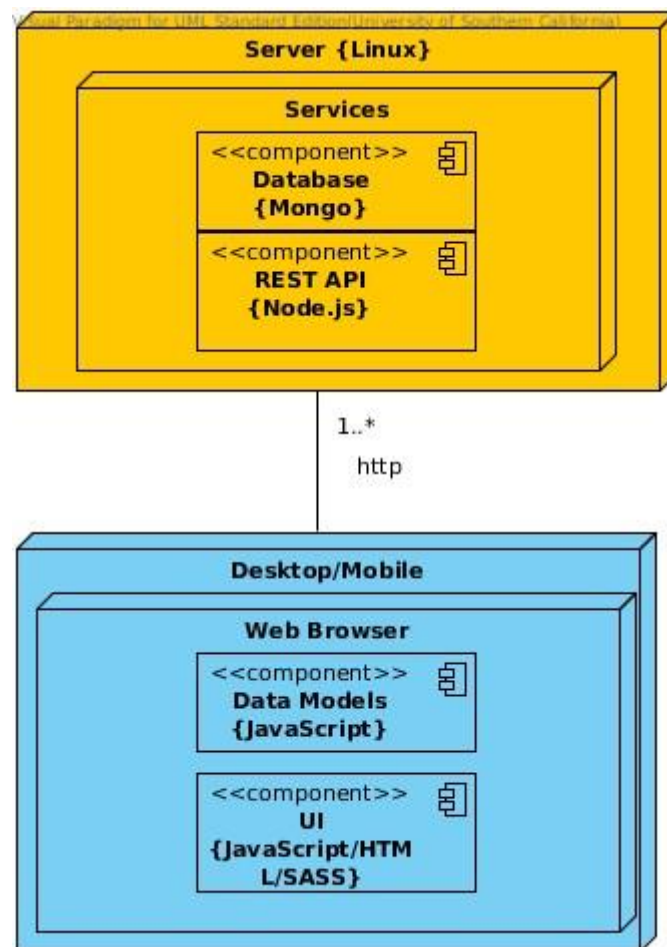 Visual Paradigm for UML Standard Edition(University of Southern California)
Server {Linux}
Services
<<component>>
Database
{Mongo}
<<component>>
REST API
{Node.js}
1..*
http
Desktop/Mobile
Web Browser
<<component>>
Data Models
{JavaScript}
<<component>>
UI
{JavaScript/HTM
L/SASS}